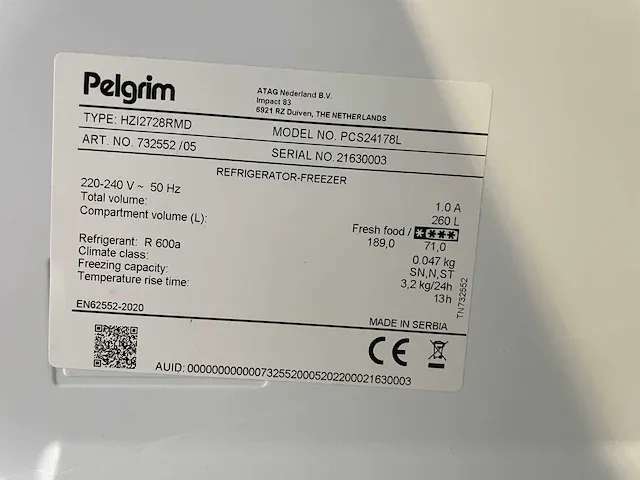 Pelgrim
ATAG Nederland B.V.
Impact 83
6921 RZ Duiven, THE NETHERLANDS
TYPE: HZI2728RMD MODEL NO. PCS24178L
ART. NO. 732552 /05 SERIAL NO. 21630003
REFRIGERATOR-FREEZER
220-240 V ~ 50 Hz 1.0 A
Total volume: 260 L
Compartment volume (L): Fresh food / ****
189,0 71,0
Refrigerant: R 600a 0.047 kg
Climate class: SN,N,ST
Freezing capacity: 3,2 kg/24h
Temperature rise time: 13h
TN732552
EN62552-2020
MADE IN SERBIA
CE
AUID: 0000000000007325520005202200021630003